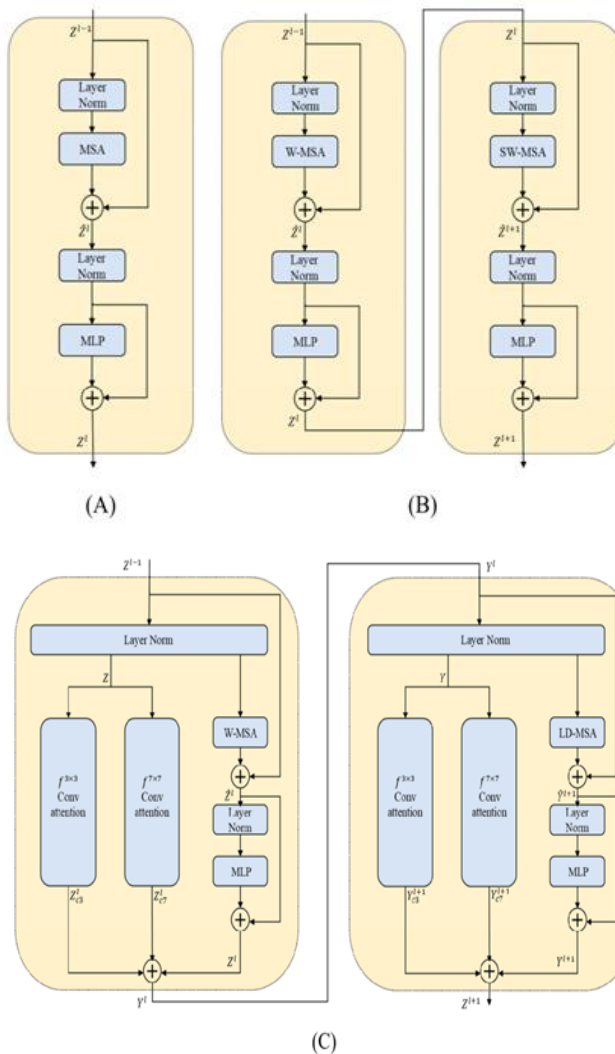 Z^{l-1}
Layer
Norm
MSA
+
Ẑ^l
Layer
Norm
MLP
+
Z^l
(A)
Z^{l-1}
Layer
Norm
W-MSA
+
Ẑ^l
Layer
Norm
MLP
+
Z^l
Z^l
Layer
Norm
SW-MSA
+
Ẑ^{l+1}
Layer
Norm
MLP
+
Z^{l+1}
(B)
Z^{l-1}
Layer Norm
Z
f^{3×3}
Conv
attention
f^{7×7}
Conv
attention
W-MSA
+
Ẑ^l
Layer
Norm
MLP
+
Z^l_{c3}
Z^l_{c7}
Z^l
+
Y^l
Y^l
Layer Norm
Y
f^{3×3}
Conv
attention
f^{7×7}
Conv
attention
LD-MSA
+
Ŷ^{l+1}
Layer
Norm
MLP
+
Y^{l+1}_{c3}
Y^{l+1}_{c7}
Y^{l+1}
+
Z^{l+1}
(C)